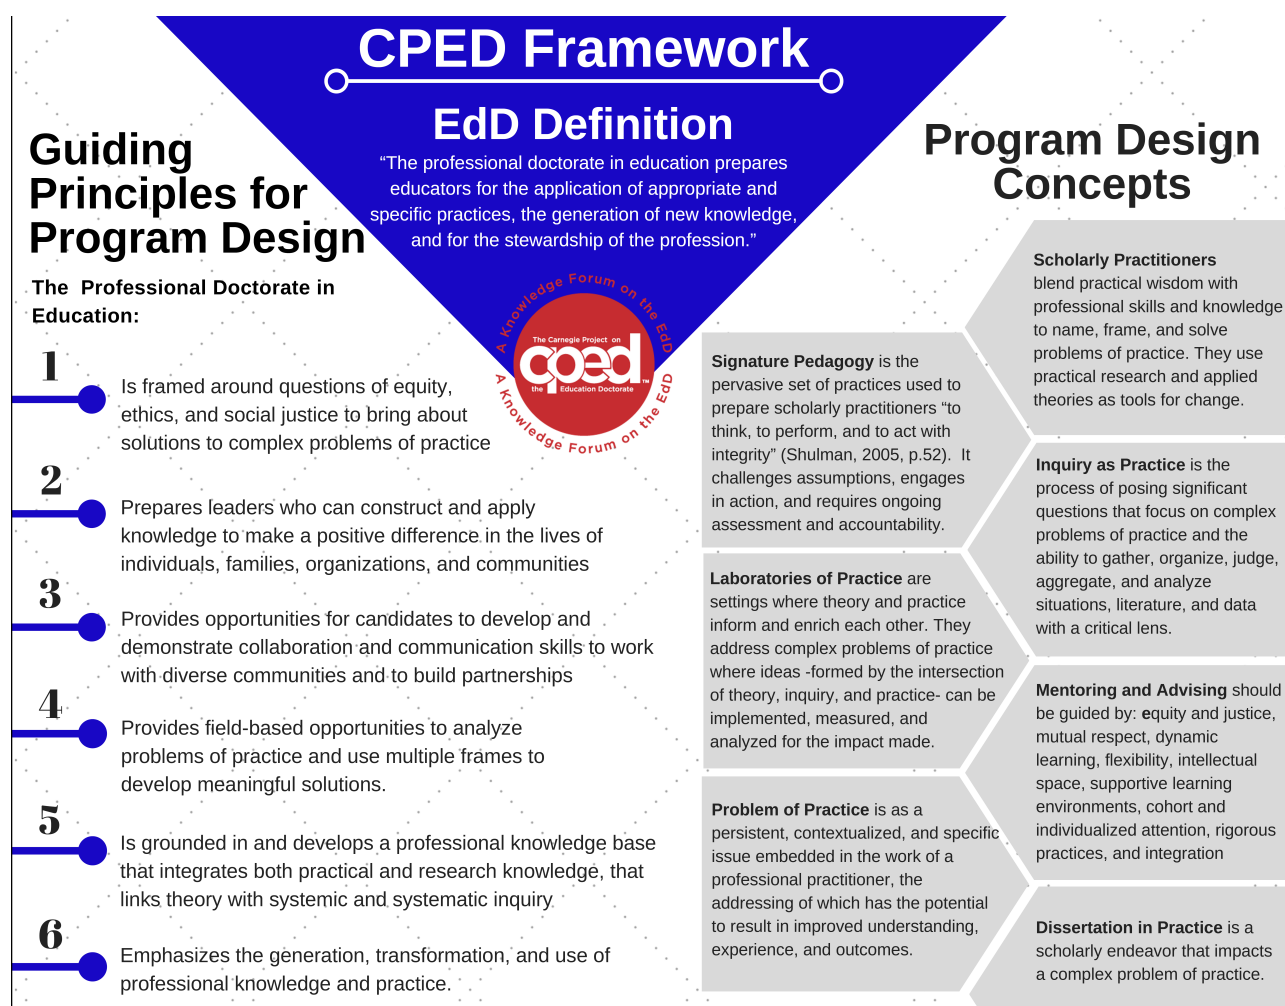 CPED Framework
EdD Definition
“The professional doctorate in education prepares
educators for the application of appropriate and
specific practices, the generation of new knowledge,
and for the stewardship of the profession.”
A Knowledge Forum on the EdD
The Carnegie Project on
cped™
the Education Doctorate
A Knowledge Forum on the EdD
Guiding
Principles for
Program Design
The Professional Doctorate in
Education:
1
Is framed around questions of equity,
ethics, and social justice to bring about
solutions to complex problems of practice
2
Prepares leaders who can construct and apply
knowledge to make a positive difference in the lives of
individuals, families, organizations, and communities
3
Provides opportunities for candidates to develop and
demonstrate collaboration and communication skills to work
with diverse communities and to build partnerships
4
Provides field-based opportunities to analyze
problems of practice and use multiple frames to
develop meaningful solutions.
5
Is grounded in and develops a professional knowledge base
that integrates both practical and research knowledge, that
links theory with systemic and systematic inquiry
6
Emphasizes the generation, transformation, and use of
professional knowledge and practice.
Program Design
Concepts
Scholarly Practitioners
blend practical wisdom with
professional skills and knowledge
to name, frame, and solve
problems of practice. They use
practical research and applied
theories as tools for change.
Signature Pedagogy is the
pervasive set of practices used to
prepare scholarly practitioners “to
think, to perform, and to act with
integrity” (Shulman, 2005, p.52).  It
challenges assumptions, engages
in action, and requires ongoing
assessment and accountability.
Inquiry as Practice is the
process of posing significant
questions that focus on complex
problems of practice and the
ability to gather, organize, judge,
aggregate, and analyze
situations, literature, and data
with a critical lens.
Laboratories of Practice are
settings where theory and practice
inform and enrich each other. They
address complex problems of practice
where ideas -formed by the intersection
of theory, inquiry, and practice- can be
implemented, measured, and
analyzed for the impact made.
Mentoring and Advising should
be guided by: equity and justice,
mutual respect, dynamic
learning, flexibility, intellectual
space, supportive learning
environments, cohort and
individualized attention, rigorous
practices, and integration
Problem of Practice is as a
persistent, contextualized, and specific
issue embedded in the work of a
professional practitioner, the
addressing of which has the potential
to result in improved understanding,
experience, and outcomes.
Dissertation in Practice is a
scholarly endeavor that impacts
a complex problem of practice.